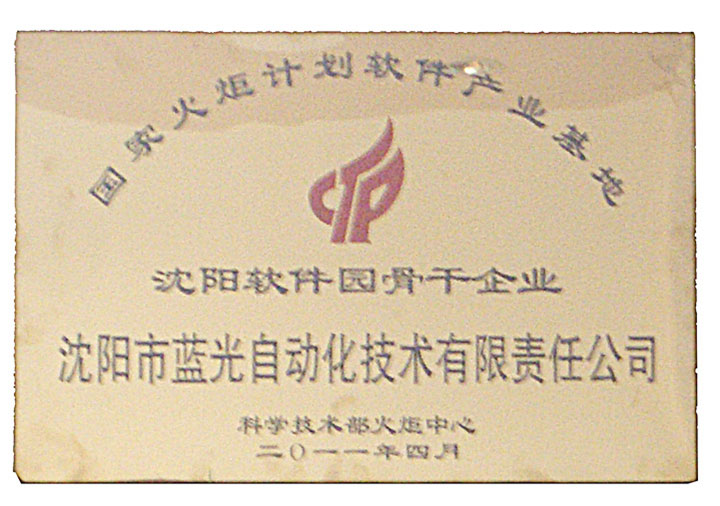 国家火炬计划软件产业基地
CTP
沈阳软件园骨干企业
沈阳市蓝光自动化技术有限责任公司
科学技术部火炬中心
二〇一一年四月